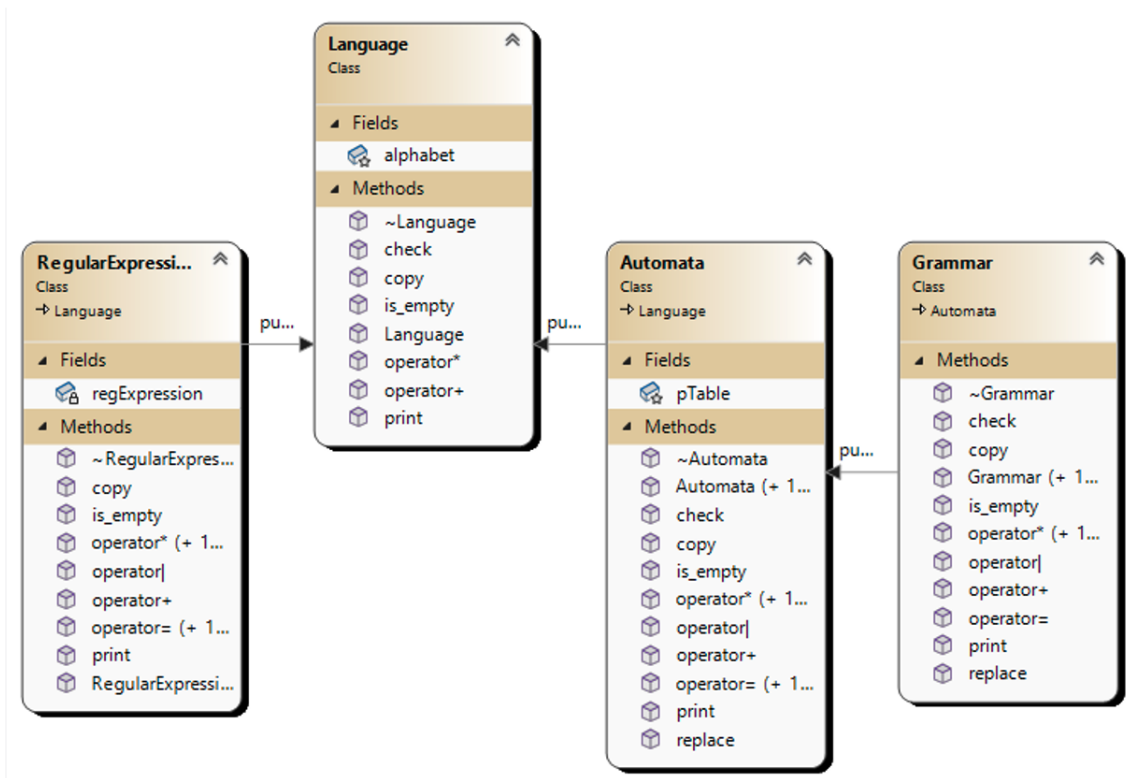 Language
Class
Fields
alphabet
Methods
~Language
check
copy
is_empty
Language
operator*
operator+
print
RegularExpressi...
Class
Language
Fields
regExpression
Methods
~RegularExpres...
copy
is_empty
operator* (+ 1...
operator|
operator+
operator= (+ 1...
print
RegularExpressi...
pu...
pu...
Automata
Class
Language
Fields
pTable
Methods
~Automata
Automata (+ 1...
check
copy
is_empty
operator* (+ 1...
operator|
operator+
operator= (+ 1...
print
replace
pu...
Grammar
Class
Automata
Methods
~Grammar
check
copy
Grammar (+ 1...
is_empty
operator* (+ 1...
operator|
operator+
operator=
print
replace